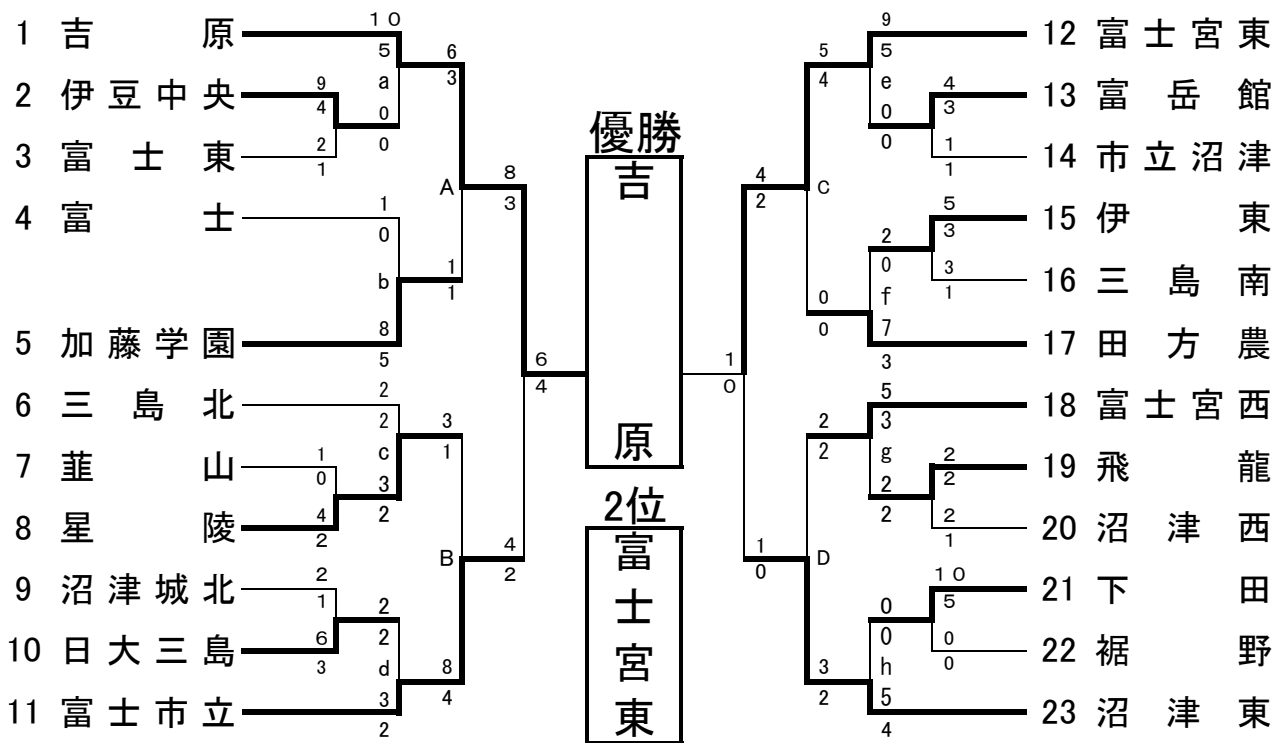 1 吉原
10
5
6
3
2 伊豆中央
9
4
a
0
0
3 富士東
2
1
A
8
3
4 富士
1
0
b
1
1
5 加藤学園
8
5
6
4
6 三島北
2
2
3
1
7 韮山
1
0
c
3
2
8 星陵
4
2
B
4
2
9 沼津城北
2
1
2
2
10 日大三島
6
3
d
8
4
11 富士市立
3
2
優勝
吉原
2位
富士宮東
9
5
12 富士宮東
5
4
e
0
0
4
3
13 富岳館
1
1
14 市立沼津
4
2
C
5
3
15 伊東
2
0
3
1
16 三島南
f
0
0
7
3
17 田方農
1
0
5
3
18 富士宮西
2
2
g
2
2
2
2
19 飛龍
2
1
20 沼津西
1
0
D
10
5
21 下田
0
0
0
0
22 裾野
h
3
2
5
4
23 沼津東